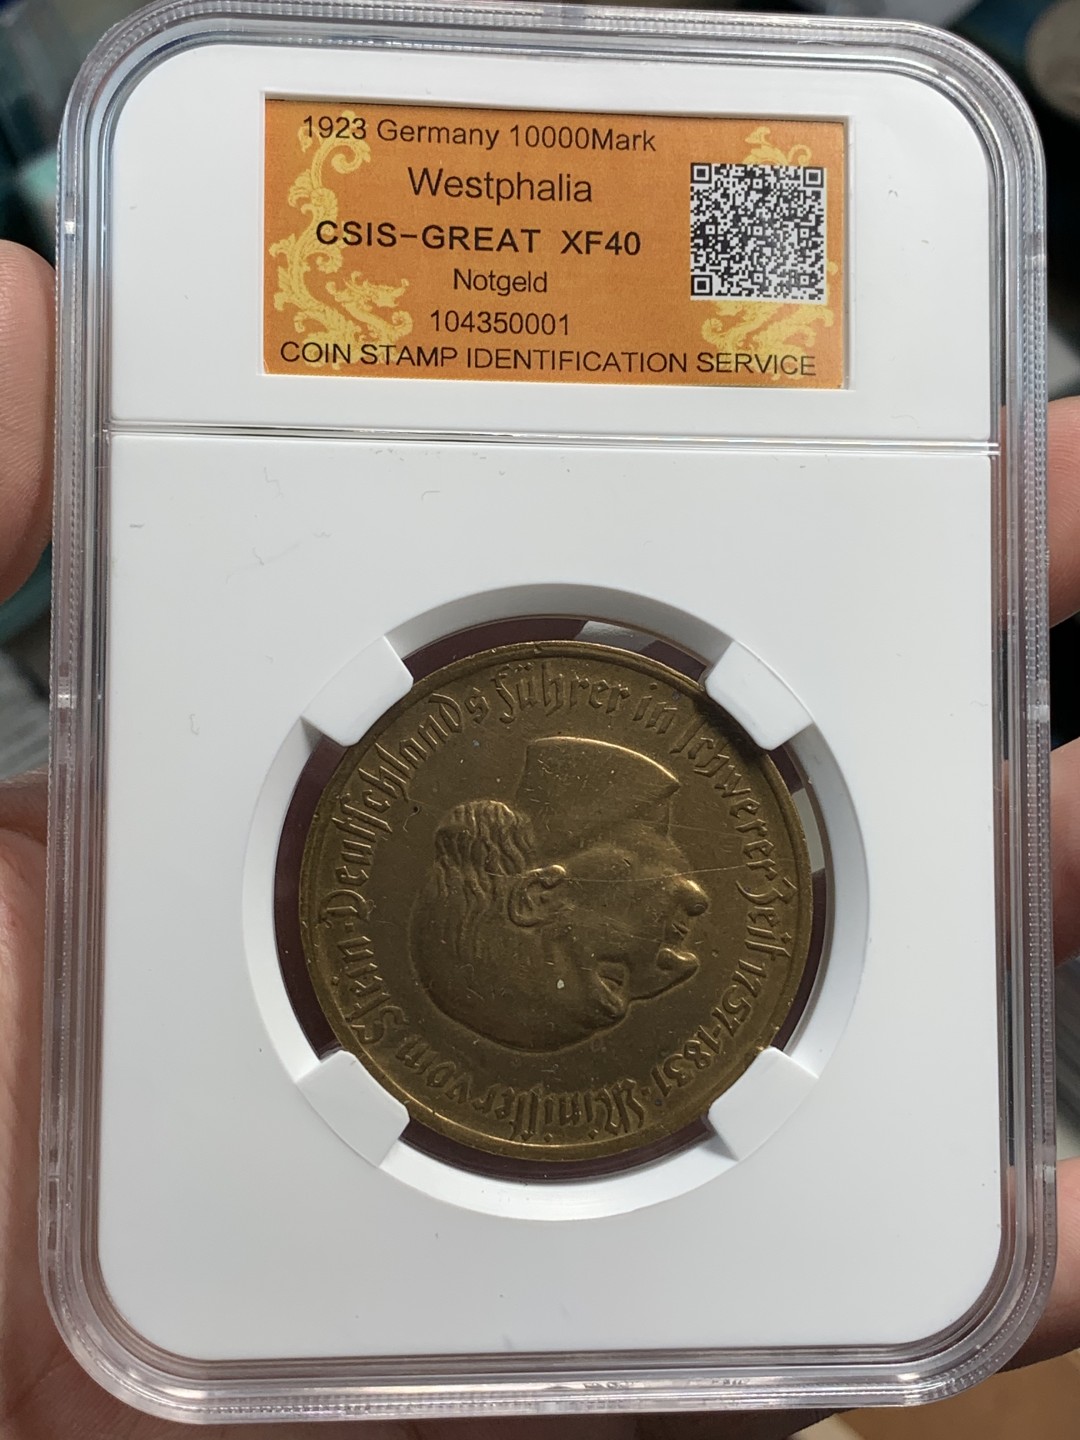 1923 Germany 10000Mark
Westphalia
CSIS-GREAT XF40
Notgeld
104350001
COIN STAMP IDENTIFICATION SERVICE
Minister vom Stein · Deutschlands Führer in schwerer Zeit 1757-1831 ·